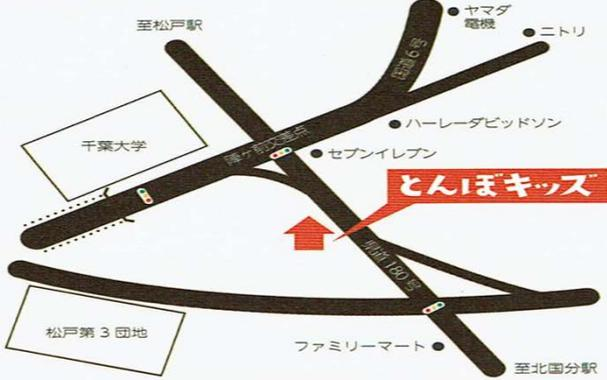 至松戸駅
ヤマダ
電機
ニトリ
国道6号
千葉大学
陣ヶ前交差点
ハーレーダビッドソン
セブンイレブン
とんぼキッズ
県道180号
松戸第3団地
ファミリーマート
至北国分駅